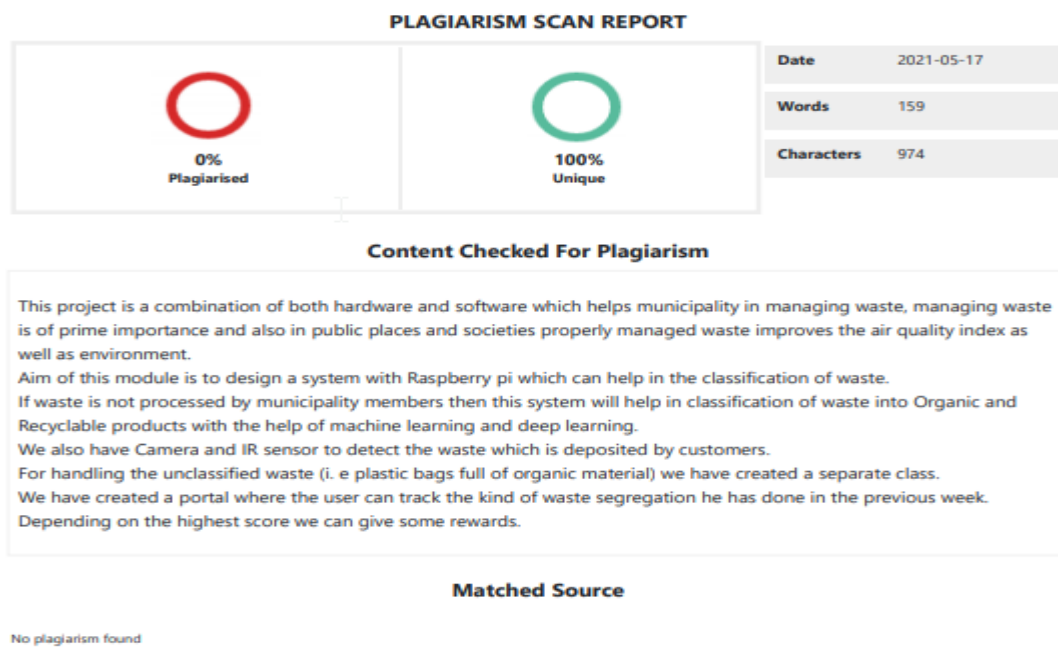 PLAGIARISM SCAN REPORT
Date 2021-05-17
Words 159
Characters 974
0% 100%
Plagiarised Unique
Content Checked For Plagiarism
This project is a combination of both hardware and software which helps municipality in managing waste, managing waste
is of prime importance and also in public places and societies properly managed waste improves the air quality index as
well as environment.
Aim of this module is to design a system with Raspberry pi which can help in the classification of waste.
If waste is not processed by municipality members then this system will help in classification of waste into Organic and
Recyclable products with the help of machine learning and deep learning.
We also have Camera and IR sensor to detect the waste which is deposited by customers.
For handling the unclassified waste (i. e plastic bags full of organic material) we have created a separate class.
We have created a portal where the user can track the kind of waste segregation he has done in the previous week.
Depending on the highest score we can give some rewards.
Matched Source
No plagiarism found